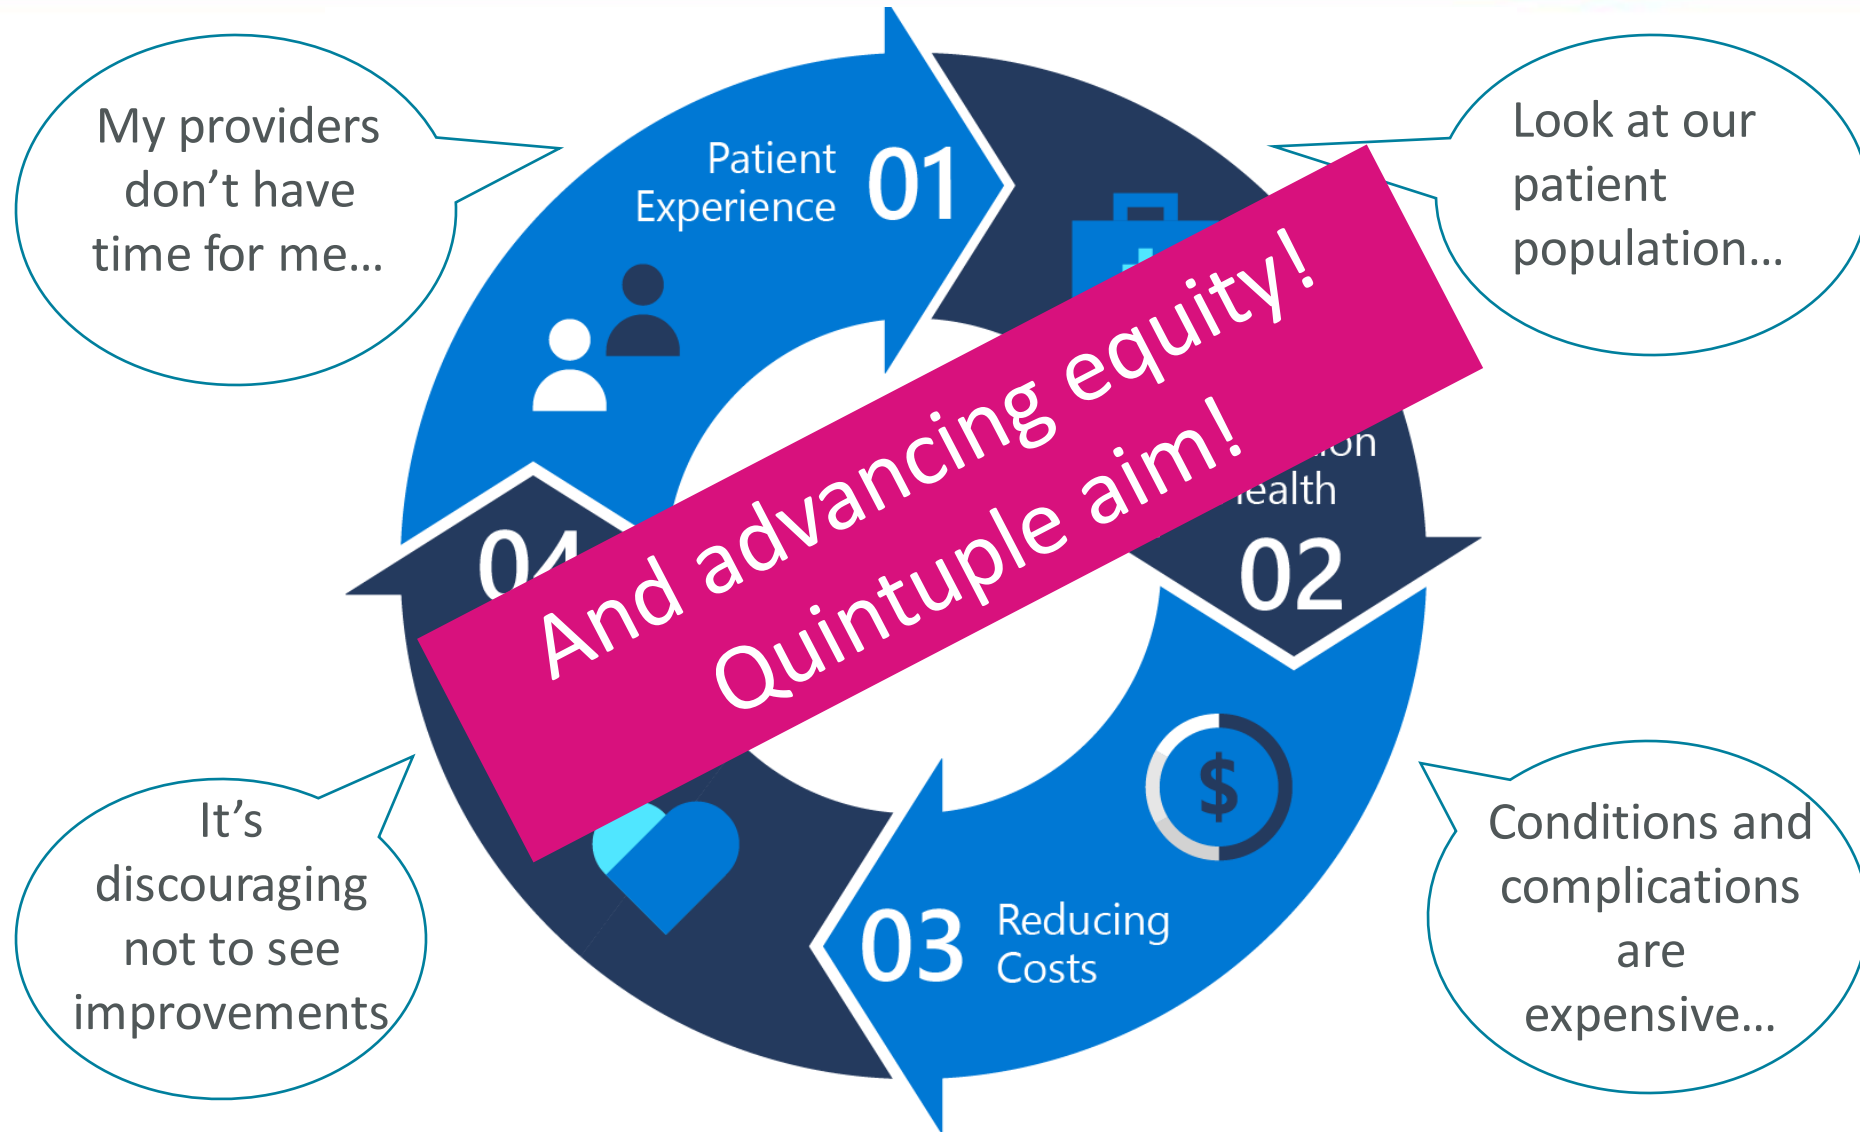 My providers
don’t have
time for me...
Patient
Experience
01
Look at our
patient
population...
And advancing equity!
Quintuple aim!
02
04
It’s
discouraging
not to see
improvements
$
03
Reducing
Costs
Conditions and
complications
are
expensive...